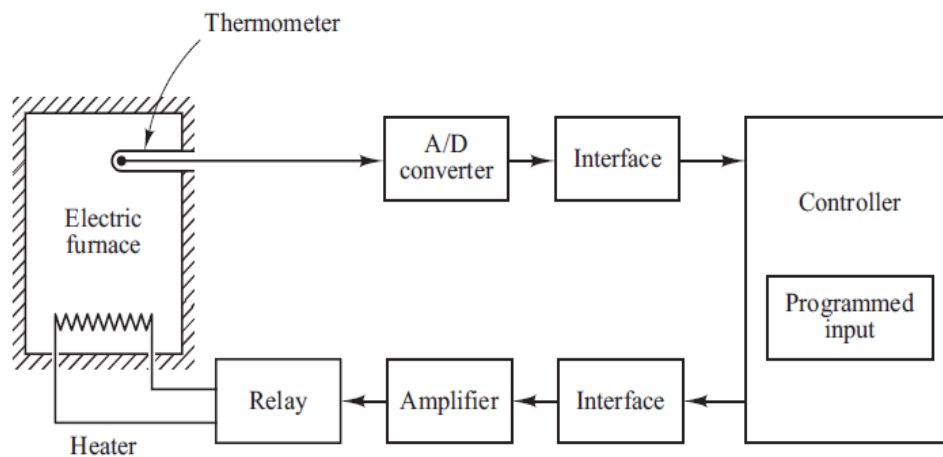 Thermometer
A/D
converter
Interface
Controller
Electric
furnace
Programmed
input
Relay
Amplifier
Interface
Heater